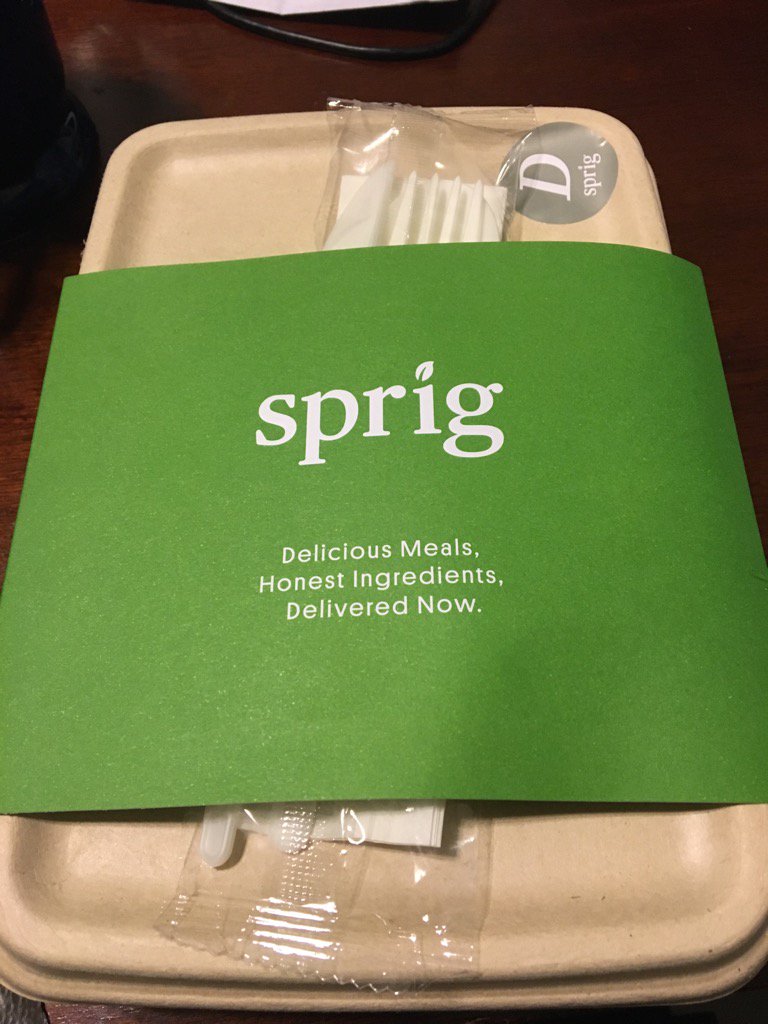 D
sprig
sprig
Delicious Meals,
Honest Ingredients,
Delivered Now.